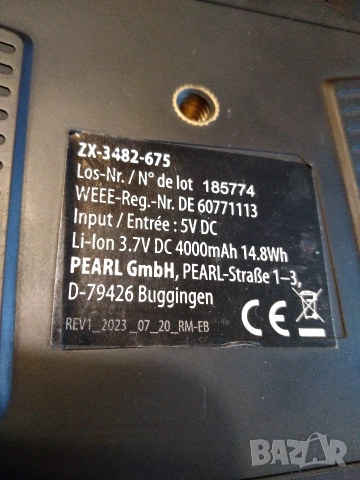 ZX-3482-675
Los-Nr. / N° de lot 185774
WEEE-Reg.-Nr. DE 60771113
Input / Entrée : 5V DC
Li-Ion 3.7V DC 4000mAh 14.8Wh
PEARL GmbH, PEARL-Straße 1–3,
D-79426 Buggingen
REV1_2023_07_20_RM-EB
CE
BAZAR